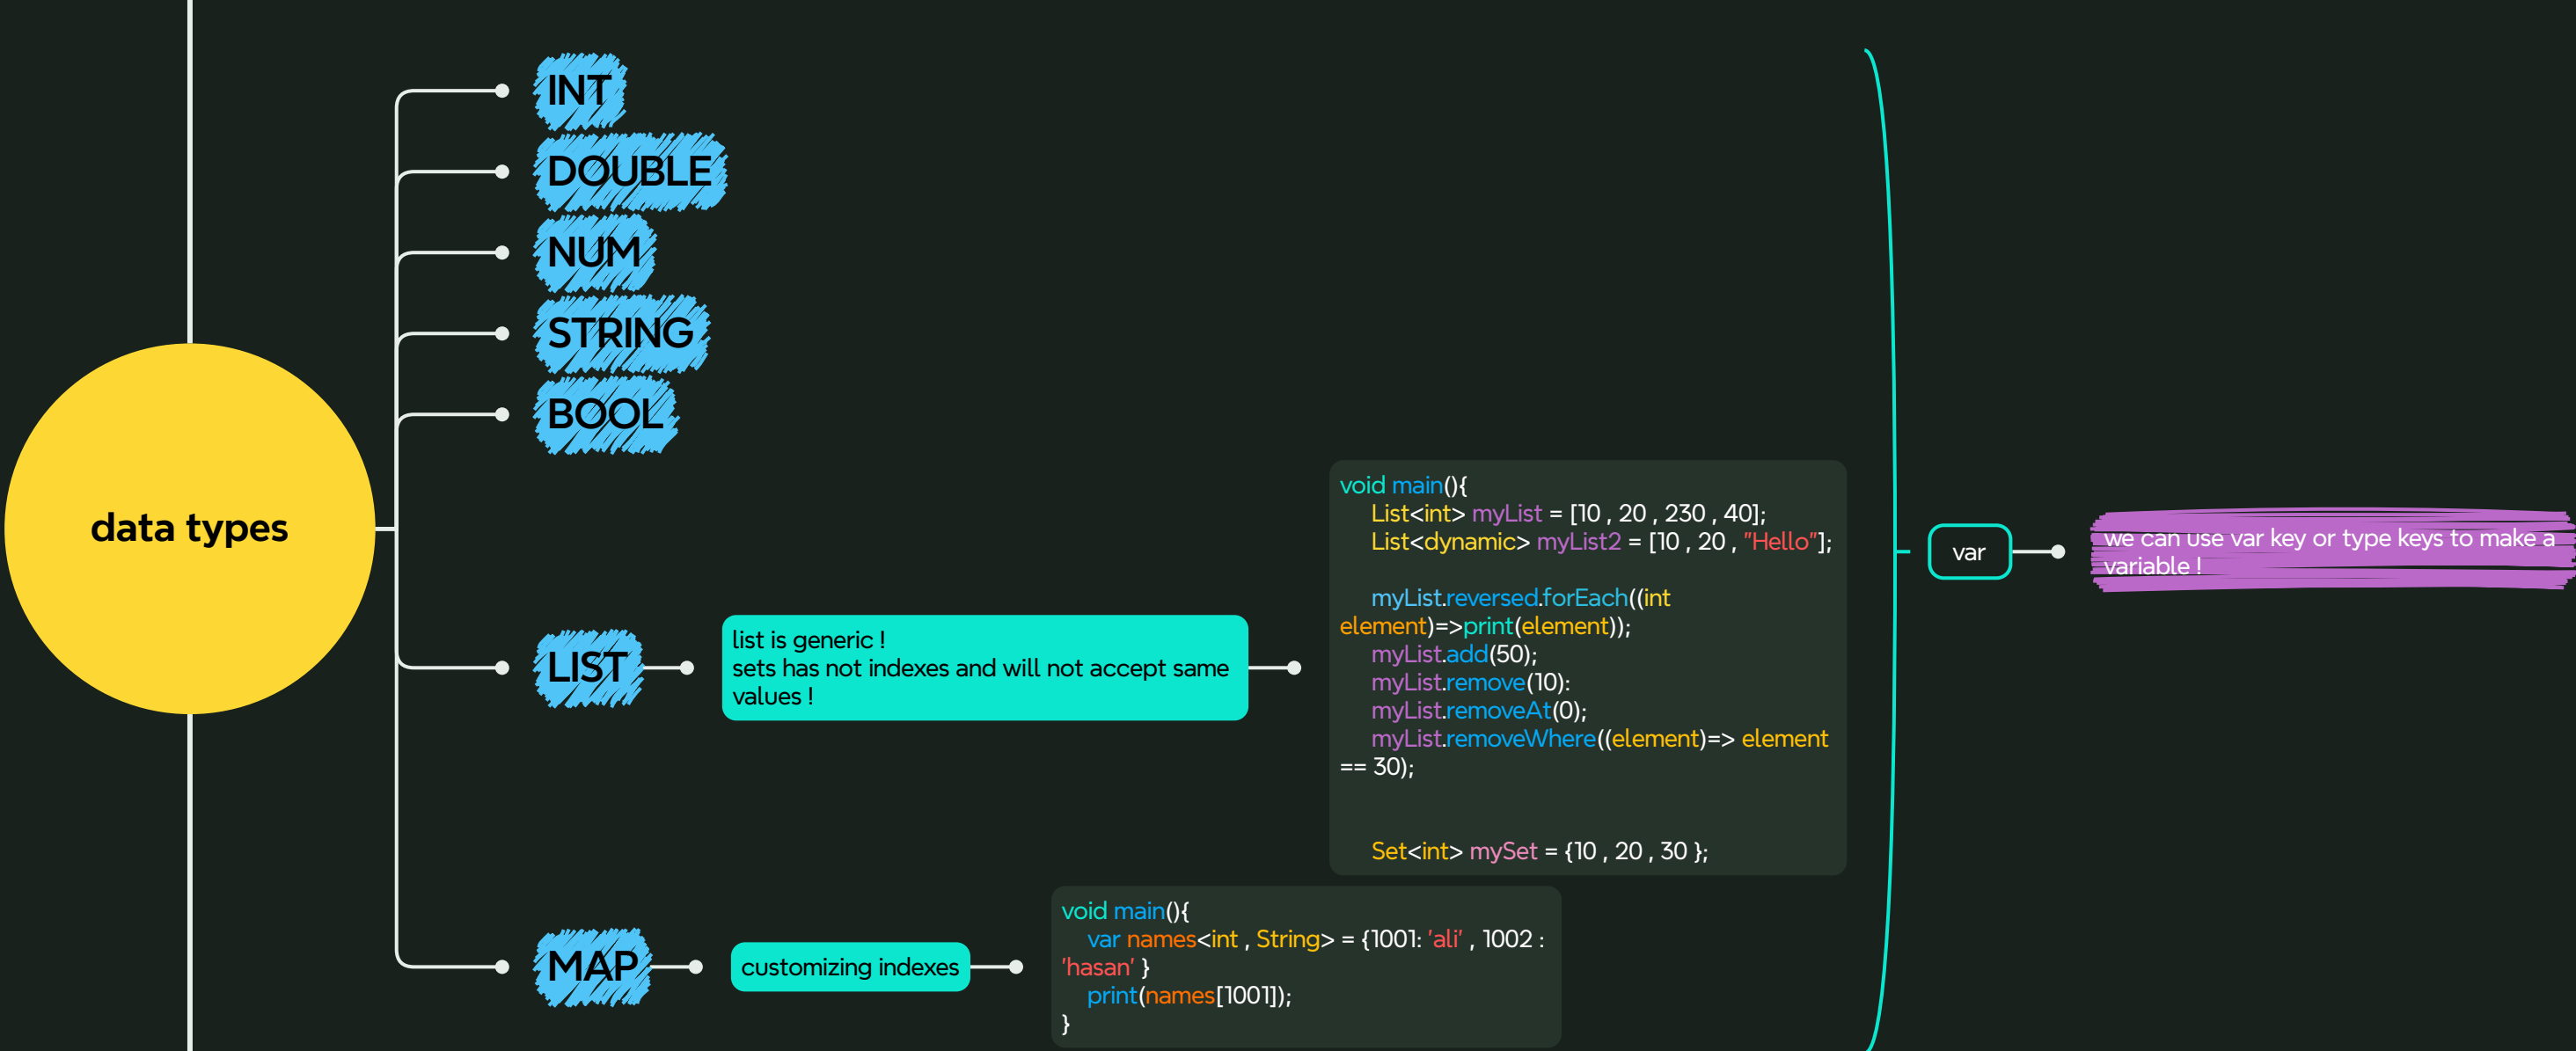 data types
INT
DOUBLE
NUM
STRING
BOOL
LIST
list is generic !
sets has not indexes and will not accept same
values !
void main(){
List<int> myList = [10 , 20 , 230 , 40];
List<dynamic> myList2 = [10 , 20 , "Hello"];
myList.reversed.forEach((int
element)=>print(element));
myList.add(50);
myList.remove(10):
myList.removeAt(0);
myList.removeWhere((element)=> element
== 30);
Set<int> mySet = {10 , 20 , 30 };
MAP
customizing indexes
void main(){
var names<int , String> = {1001: 'ali' , 1002 :
'hasan' }
print(names[1001]);
}
var
we can use var key or type keys to make a
variable !